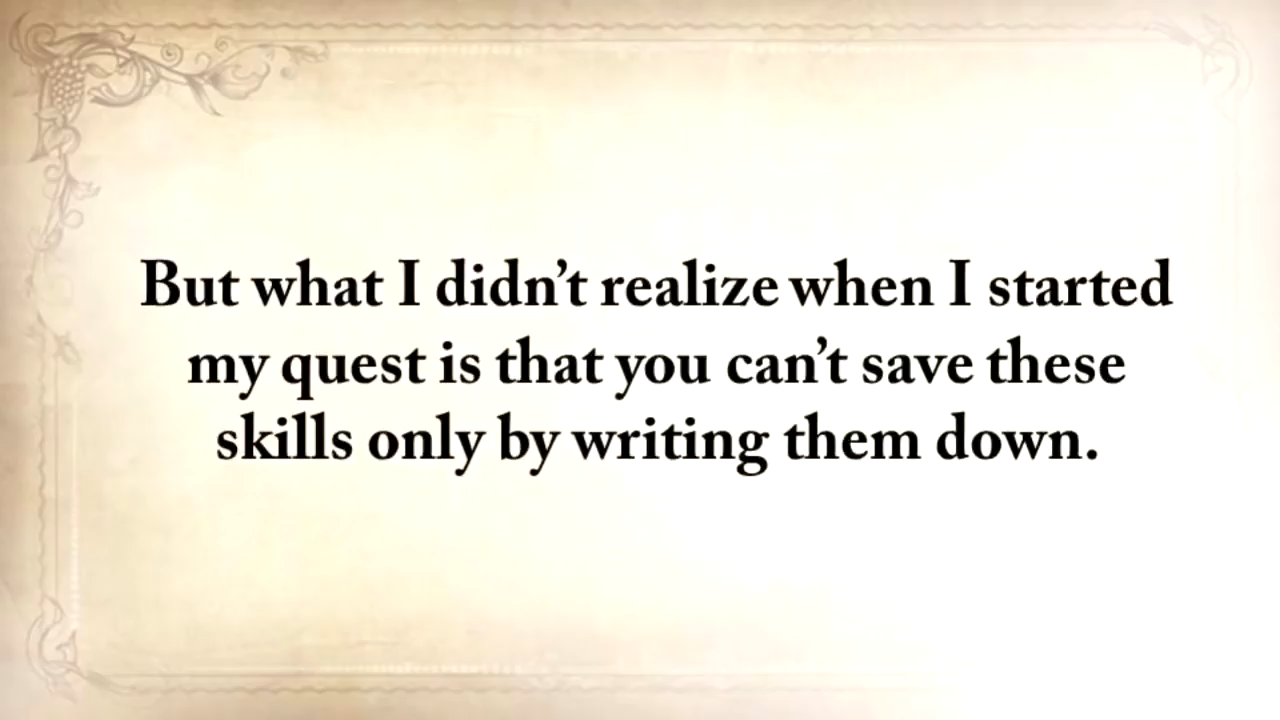 But what I didn’t realize when I started
my quest is that you can’t save these
skills only by writing them down.